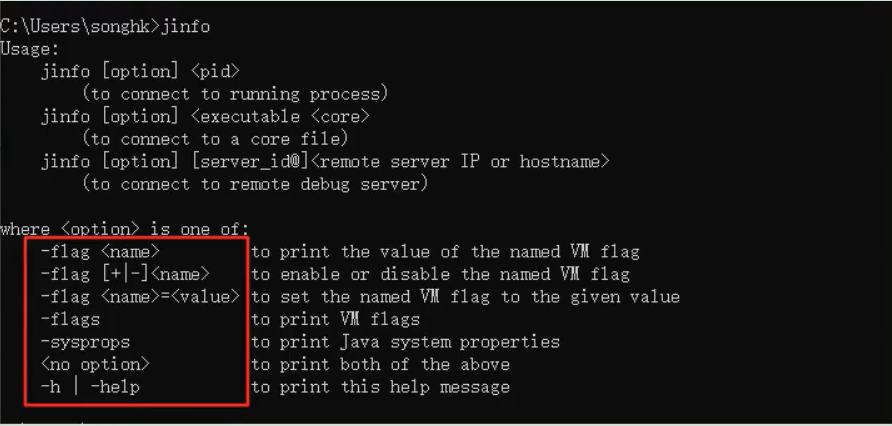 C:\Users\songhk>jinfo
Usage:
    jinfo [option] <pid>
        (to connect to running process)
    jinfo [option] <executable <core>
        (to connect to a core file)
    jinfo [option] [server_id@]<remote server IP or hostname>
        (to connect to remote debug server)

where <option> is one of:
    -flag <name>         to print the value of the named VM flag
    -flag [+|-]<name>    to enable or disable the named VM flag
    -flag <name>=<value> to set the named VM flag to the given value
    -flags               to print VM flags
    -sysprops            to print Java system properties
    <no option>          to print both of the above
    -h | -help           to print this help message